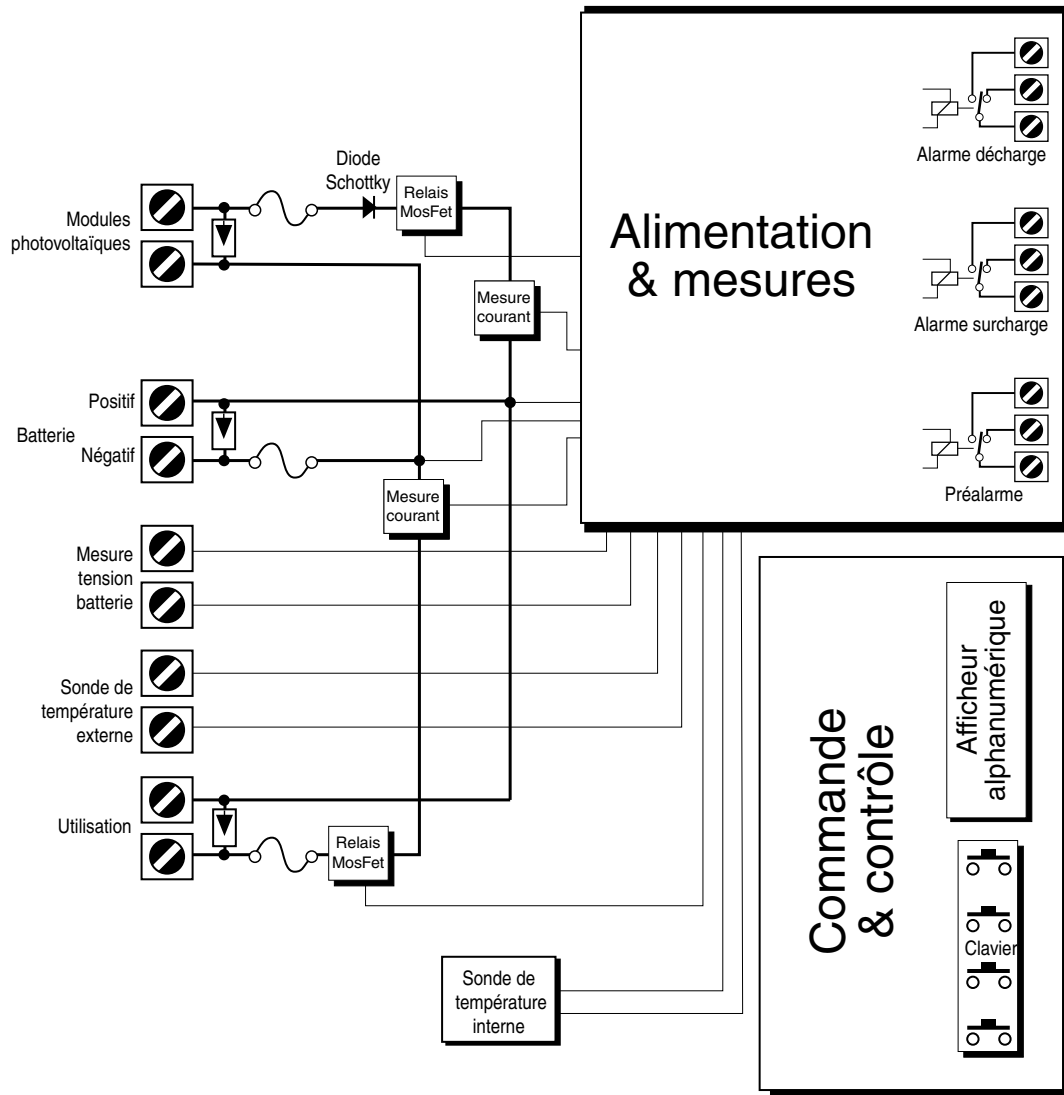 Alarme décharge
Diode
Schottky
Relais
MosFet
Modules
photovoltaïques
Alimentation
& mesures
Mesure
courant
Alarme surcharge
Positif
Batterie
Négatif
Mesure
courant
Préalarme
Mesure
tension
batterie
Sonde de
température
externe
Utilisation
Relais
MosFet
Sonde de
température
interne
Commande
& contrôle
Afficheur
alphanumérique
Clavier